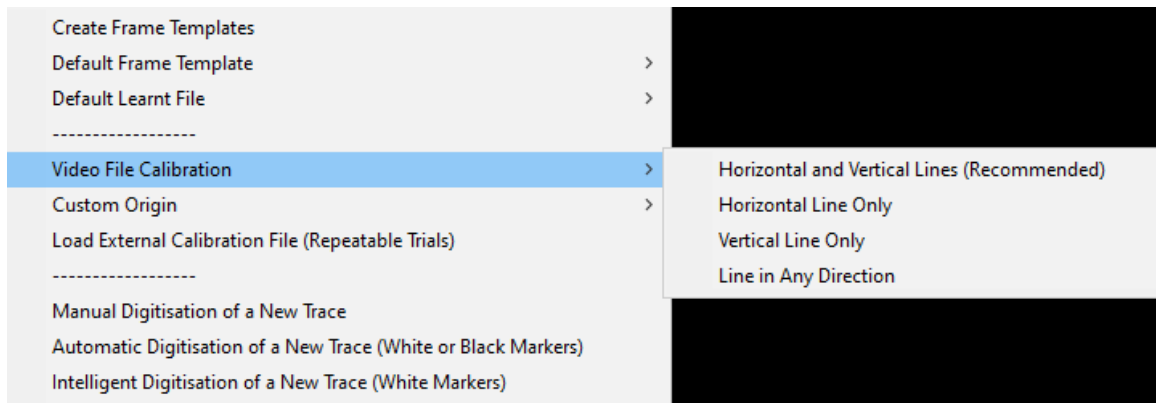 Create Frame Templates
Default Frame Template
Default Learnt File
------------------
Video File Calibration
Horizontal and Vertical Lines (Recommended)
Custom Origin
Horizontal Line Only
Load External Calibration File (Repeatable Trials)
Vertical Line Only
------------------
Line in Any Direction
Manual Digitisation of a New Trace
Automatic Digitisation of a New Trace (White or Black Markers)
Intelligent Digitisation of a New Trace (White Markers)